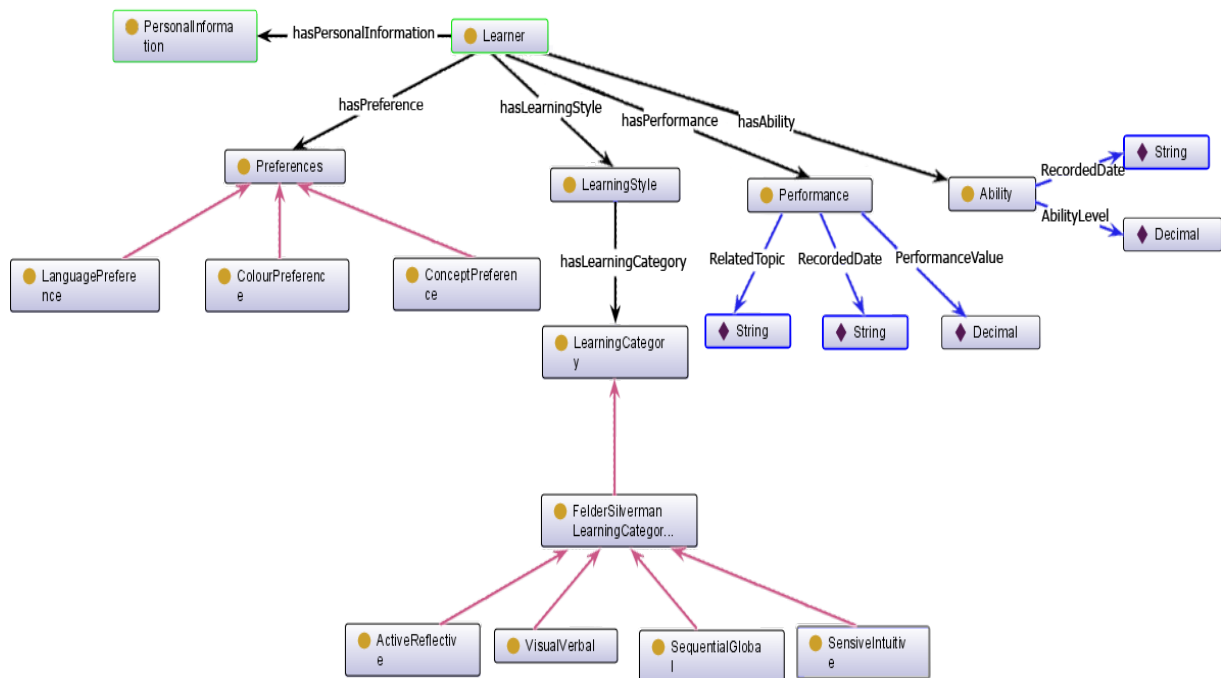 PersonalInforma
tion
hasPersonalInformation
Learner
hasPreference
hasLearningStyle
hasPerformance
hasAbility
Preferences
LearningStyle
Performance
Ability
RecordedDate
String
AbilityLevel
Decimal
LanguagePrefere
nce
ColourPreferenc
e
ConceptPreferen
ce
hasLearningCategory
RelatedTopic
RecordedDate
PerformanceValue
String
String
Decimal
LearningCategor
y
FelderSilverman
LearningCategor...
ActiveReflectiv
e
VisualVerbal
SequentialGloba
l
SensiveIntuitiv
e